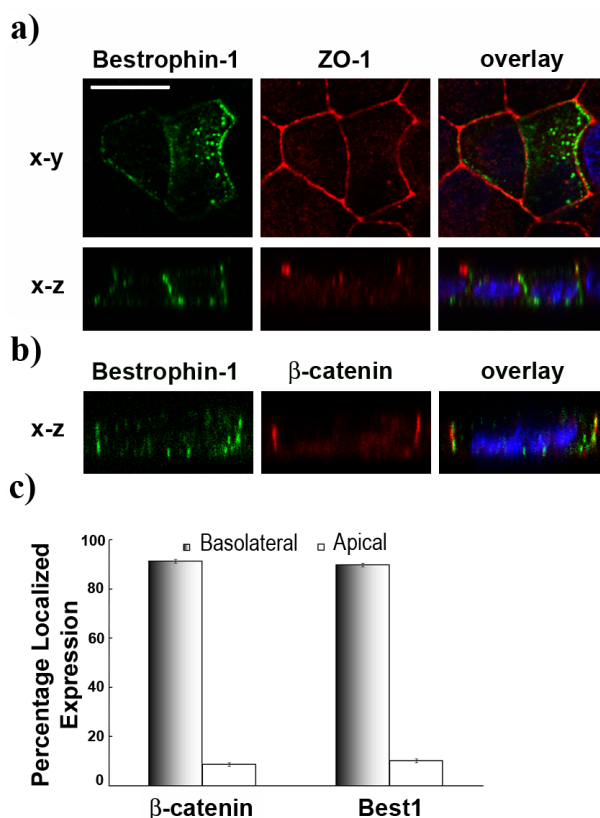 a)
Bestrophin-1 ZO-1 overlay
x-y
x-z
b)
Bestrophin-1 β-catenin overlay
x-z
c)
Percentage Localized
Expression
100
80
60
40
20
0
Basolateral Apical
β-catenin Best1